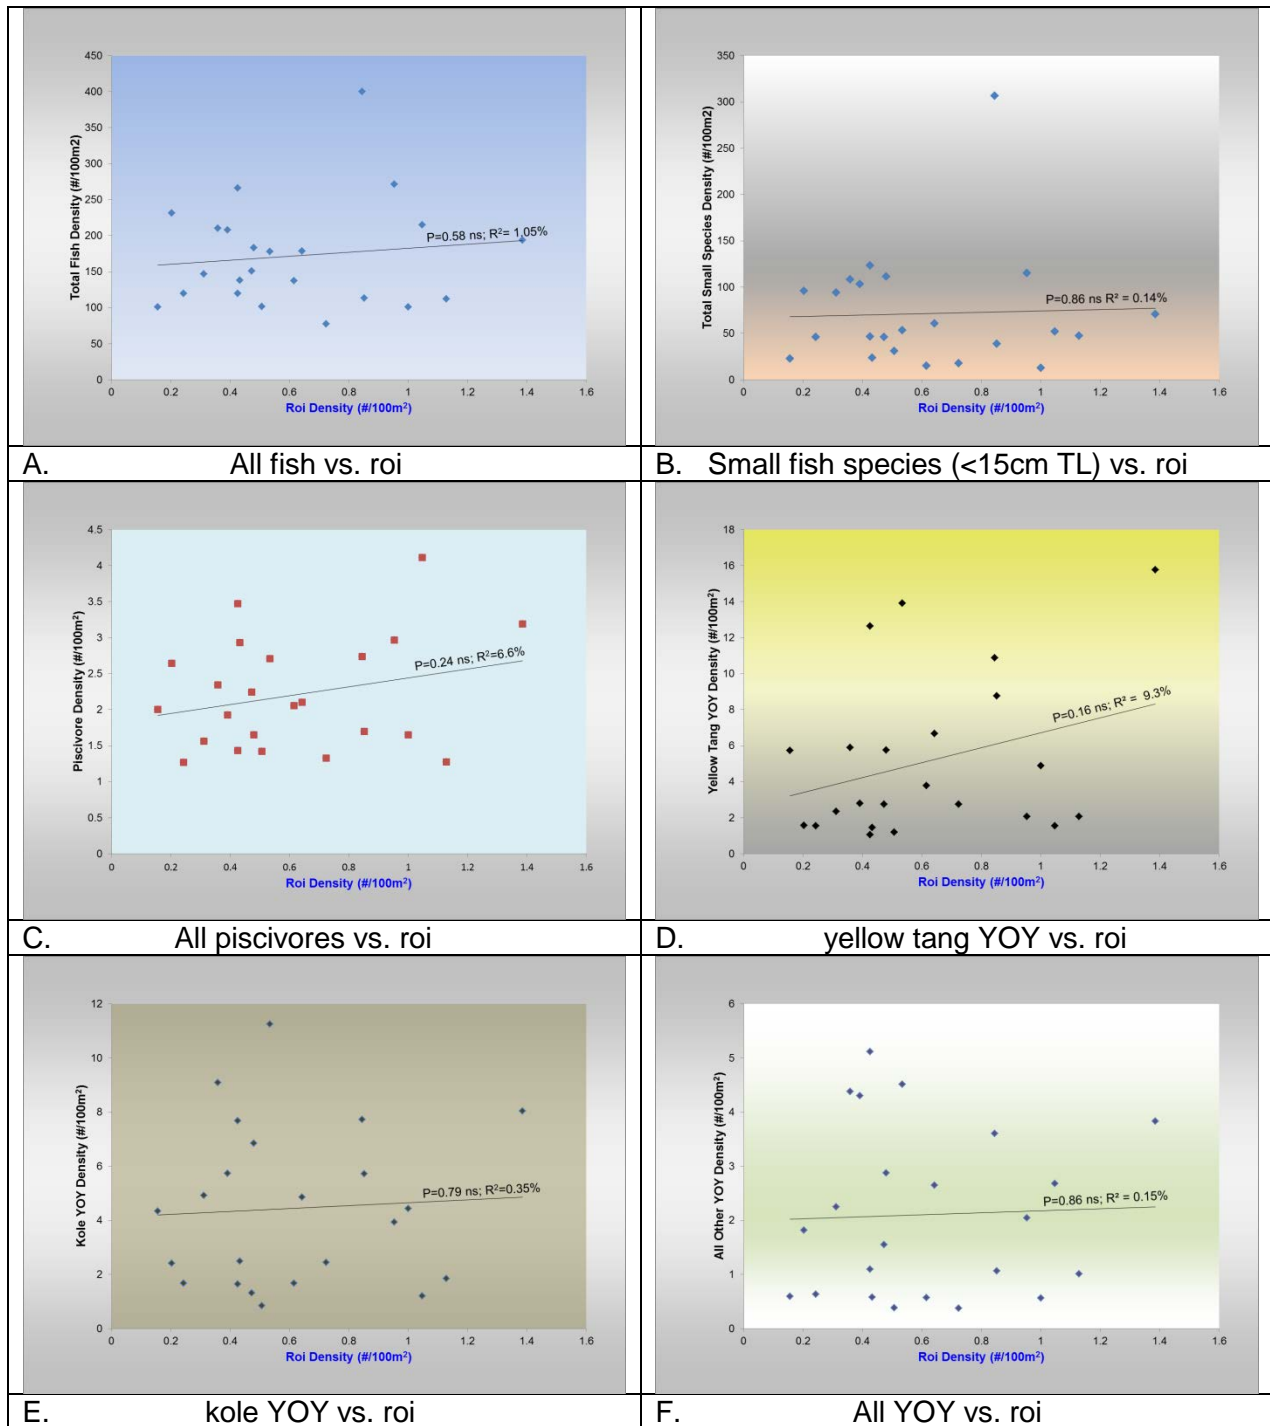 450
400
350
300
250
200
150
100
50
0
Total Fish Density (#/100m2)
P=0.58 ns; R²= 1.05%
0 0.2 0.4 0.6 0.8 1 1.2 1.4 1.6
Roi Density (#/100m²)
350
300
250
200
150
100
50
0
Total Small Species Density (#/100m2)
P=0.86 ns R² = 0.14%
0 0.2 0.4 0.6 0.8 1 1.2 1.4 1.6
Roi Density (#/100m²)
A. All fish vs. roi
B. Small fish species (<15cm TL) vs. roi
4.5
4
3.5
3
2.5
2
1.5
1
0.5
0
Piscivore Density (#/100m²)
P=0.24 ns; R²=6.6%
0 0.2 0.4 0.6 0.8 1 1.2 1.4 1.6
Roi Density (#/100m²)
18
16
14
12
10
8
6
4
2
0
Yellow Tang YOY Density (#/100m²)
P=0.16 ns; R² = 9.3%
0 0.2 0.4 0.6 0.8 1 1.2 1.4 1.6
Roi Density (#/100m²)
C. All piscivores vs. roi
D. yellow tang YOY vs. roi
12
10
8
6
4
2
0
Kole YOY Density (#/100m²)
P=0.79 ns; R²=0.35%
0 0.2 0.4 0.6 0.8 1 1.2 1.4 1.6
Roi Density (#/100m²)
6
5
4
3
2
1
0
All Other YOY Density (#/100m²)
P=0.86 ns; R² = 0.15%
0 0.2 0.4 0.6 0.8 1 1.2 1.4 1.6
Roi Density (#/100m²)
E. kole YOY vs. roi
F. All YOY vs. roi